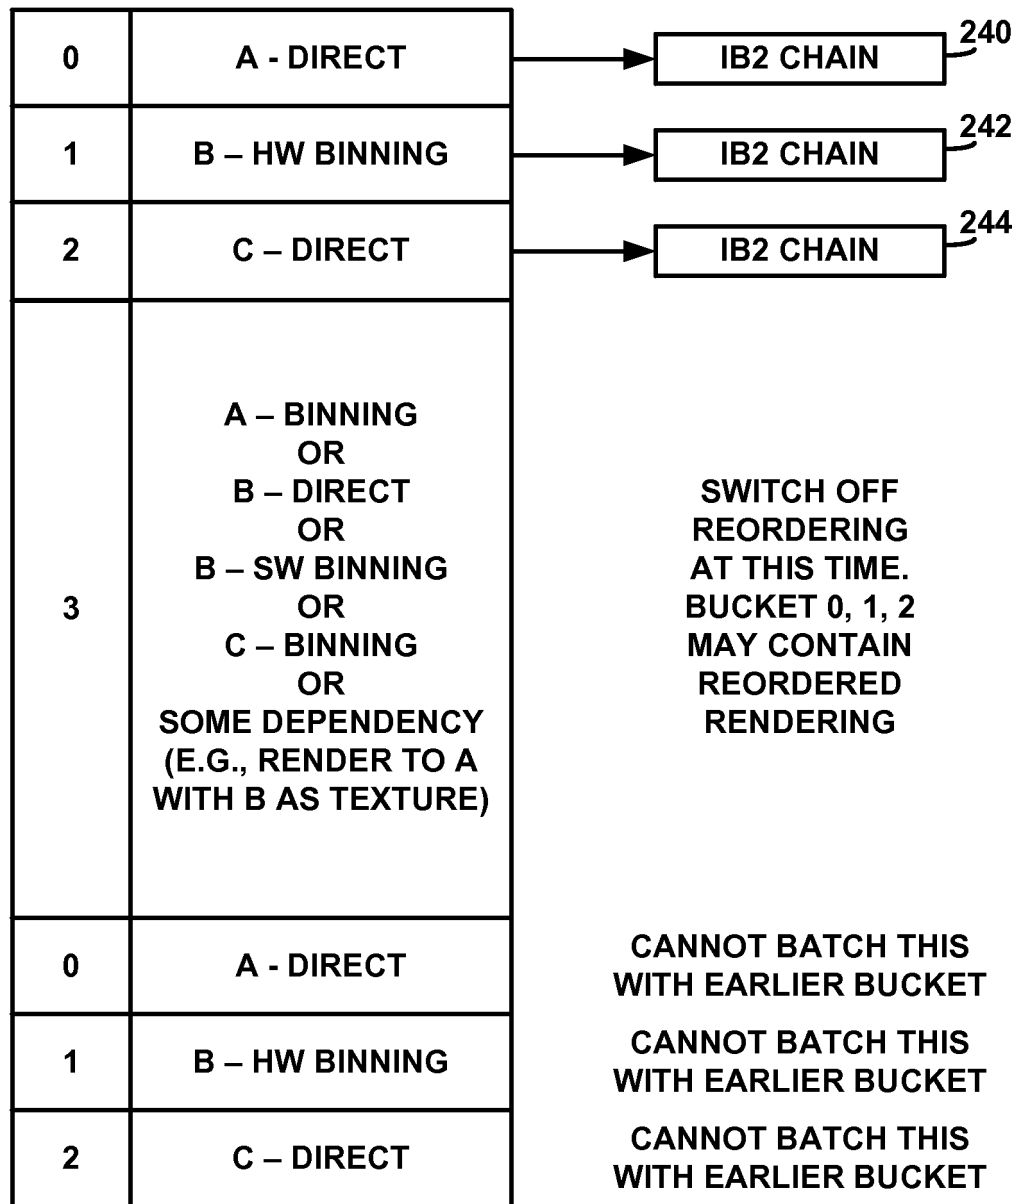 0
A - DIRECT
IB2 CHAIN
240
1
B – HW BINNING
IB2 CHAIN
242
2
C – DIRECT
IB2 CHAIN
244
3
A – BINNING
OR
B – DIRECT
OR
B – SW BINNING
OR
C – BINNING
OR
SOME DEPENDENCY
(E.G., RENDER TO A
WITH B AS TEXTURE)
SWITCH OFF
REORDERING
AT THIS TIME.
BUCKET 0, 1, 2
MAY CONTAIN
REORDERED
RENDERING
0
A - DIRECT
CANNOT BATCH THIS
WITH EARLIER BUCKET
1
B – HW BINNING
CANNOT BATCH THIS
WITH EARLIER BUCKET
2
C – DIRECT
CANNOT BATCH THIS
WITH EARLIER BUCKET